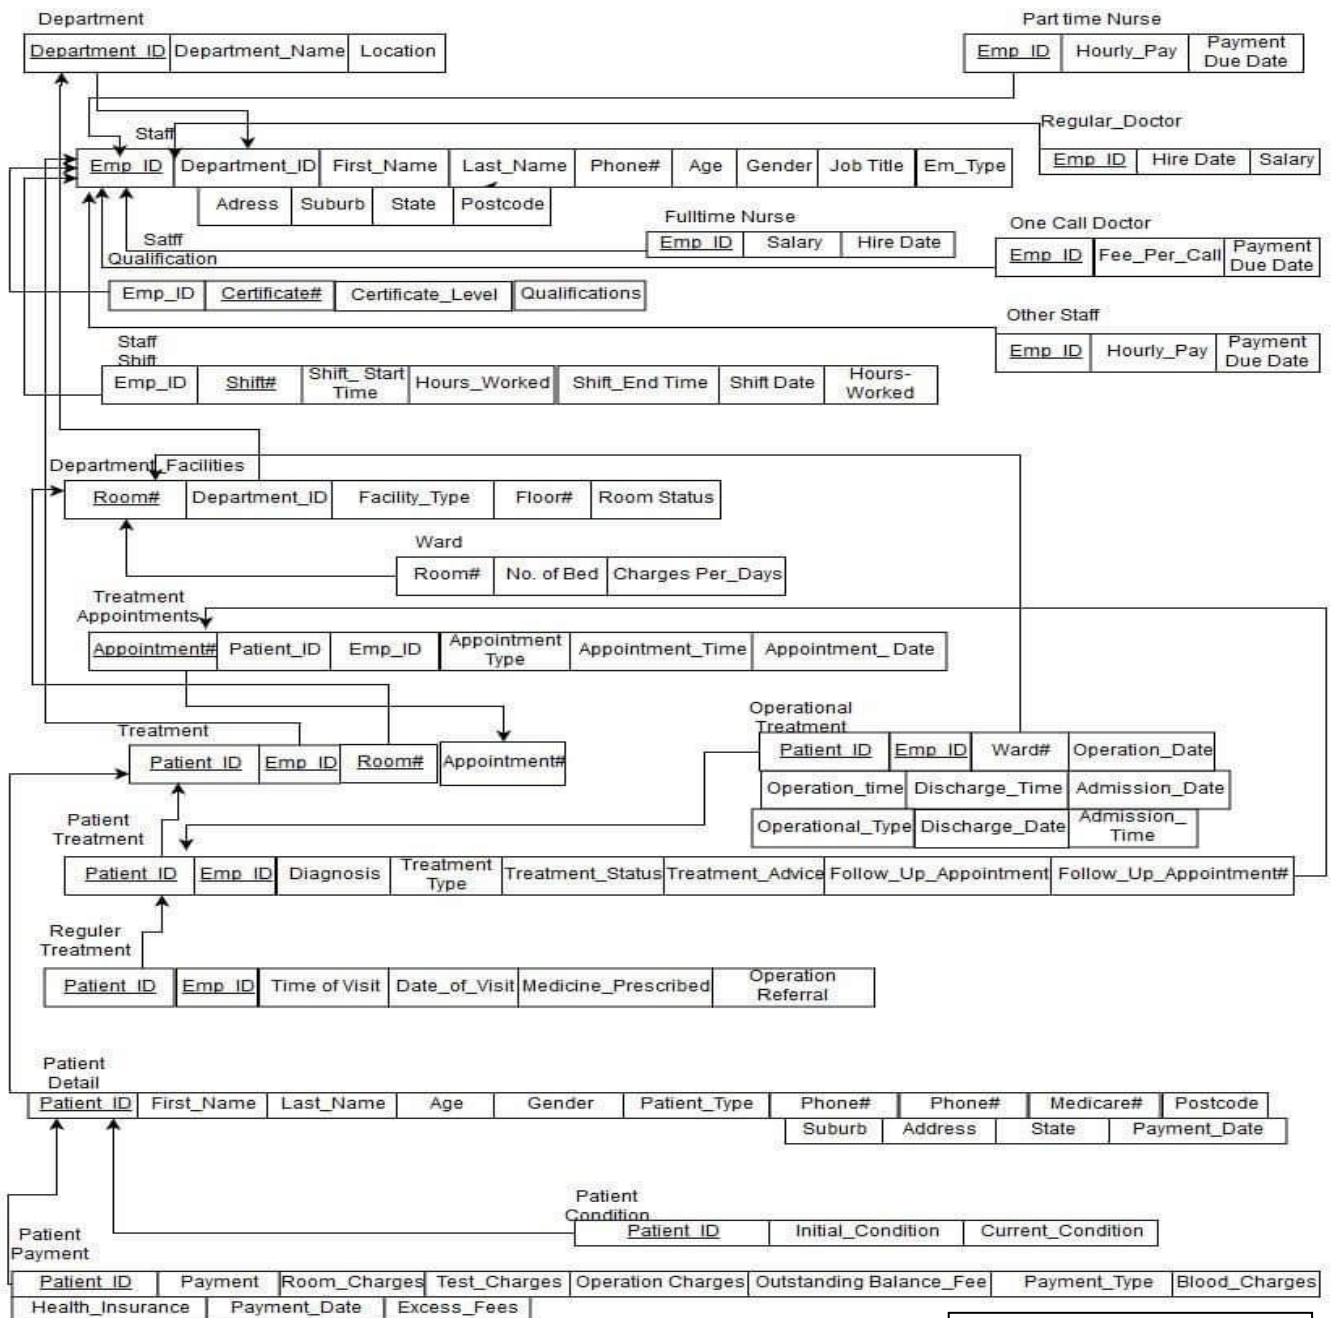 Department
Part time Nurse
Department_ID Department_Name Location
Emp_ID Hourly_Pay Payment Due Date
Regular_Doctor
Staff
Emp_ID Department_ID First_Name Last_Name Phone# Age Gender Job Title Em_Type
Emp_ID Hire Date Salary
Adress Suburb State Postcode
Fulltime Nurse
One Call Doctor
Emp_ID Salary Hire Date
Emp_ID Fee_Per_Call Payment Due Date
Satff
Qualification
Emp_ID Certificate# Certificate_Level Qualifications
Other Staff
Emp_ID Hourly_Pay Payment Due Date
Staff
Shift
Emp_ID Shift# Shift_ Start Time Hours_Worked Shift_End Time Shift Date Hours-Worked
Department_Facilities
Room# Department_ID Facility_Type Floor# Room Status
Ward
Room# No. of Bed Charges Per_Days
Treatment
Appointments
Appointment# Patient_ID Emp_ID Appointment Type Appointment_Time Appointment_ Date
Operational
Treatment
Patient_ID Emp_ID Ward# Operation_Date
Operation_time Discharge_Time Admission_Date
Operational_Type Discharge_Date Admission_ Time
Treatment
Patient_ID Emp_ID Room# Appointment#
Patient
Treatment
Patient_ID Emp_ID Diagnosis Treatment Type Treatment_Status Treatment_Advice Follow_Up_Appointment Follow_Up_Appointment#
Reguler
Treatment
Patient_ID Emp_ID Time of Visit Date_of_Visit Medicine_Prescribed Operation Referral
Patient
Detail
Patient_ID First_Name Last_Name Age Gender Patient_Type Phone# Phone# Medicare# Postcode
Suburb Address State Payment_Date
Patient
Condition
Patient_ID Initial_Condition Current_Condition
Patient
Payment
Patient_ID Payment Room_Charges Test_Charges Operation Charges Outstanding Balance_Fee Payment_Type Blood_Charges
Health_Insurance Payment_Date Excess_Fees